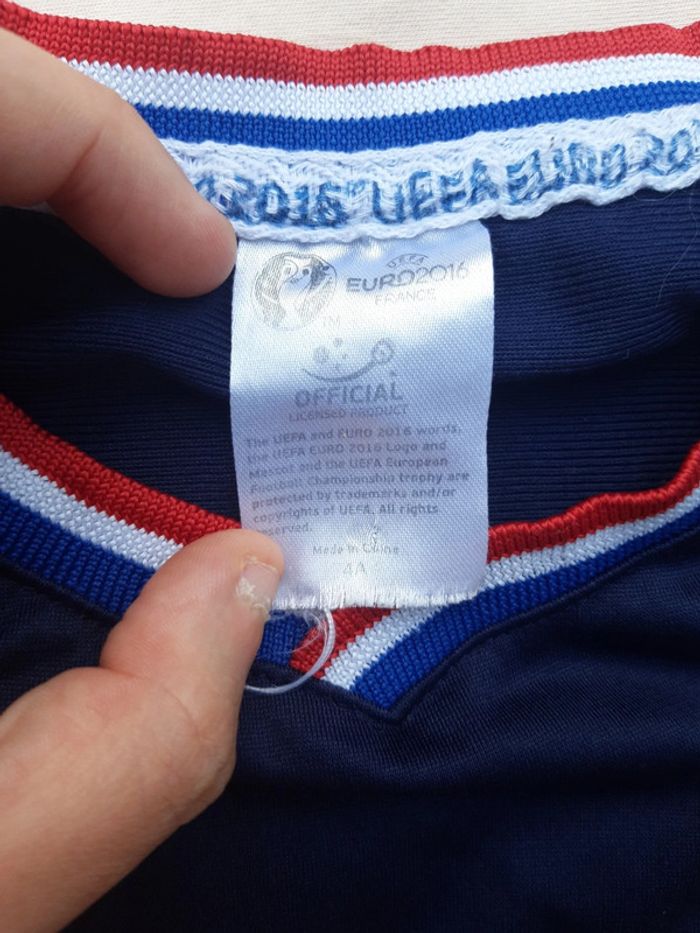 2016 UEFA EURO 20
UEFA
EURO2016
FRANCE
TM
OFFICIAL
LICENSED PRODUCT
The UEFA and EURO 2016 words,
the UEFA EURO 2016 Logo and
Mascot and the UEFA European
Football Championship trophy are
protected by trademarks and/or
copyrights of UEFA. All rights
reserved.
Made in China
4A